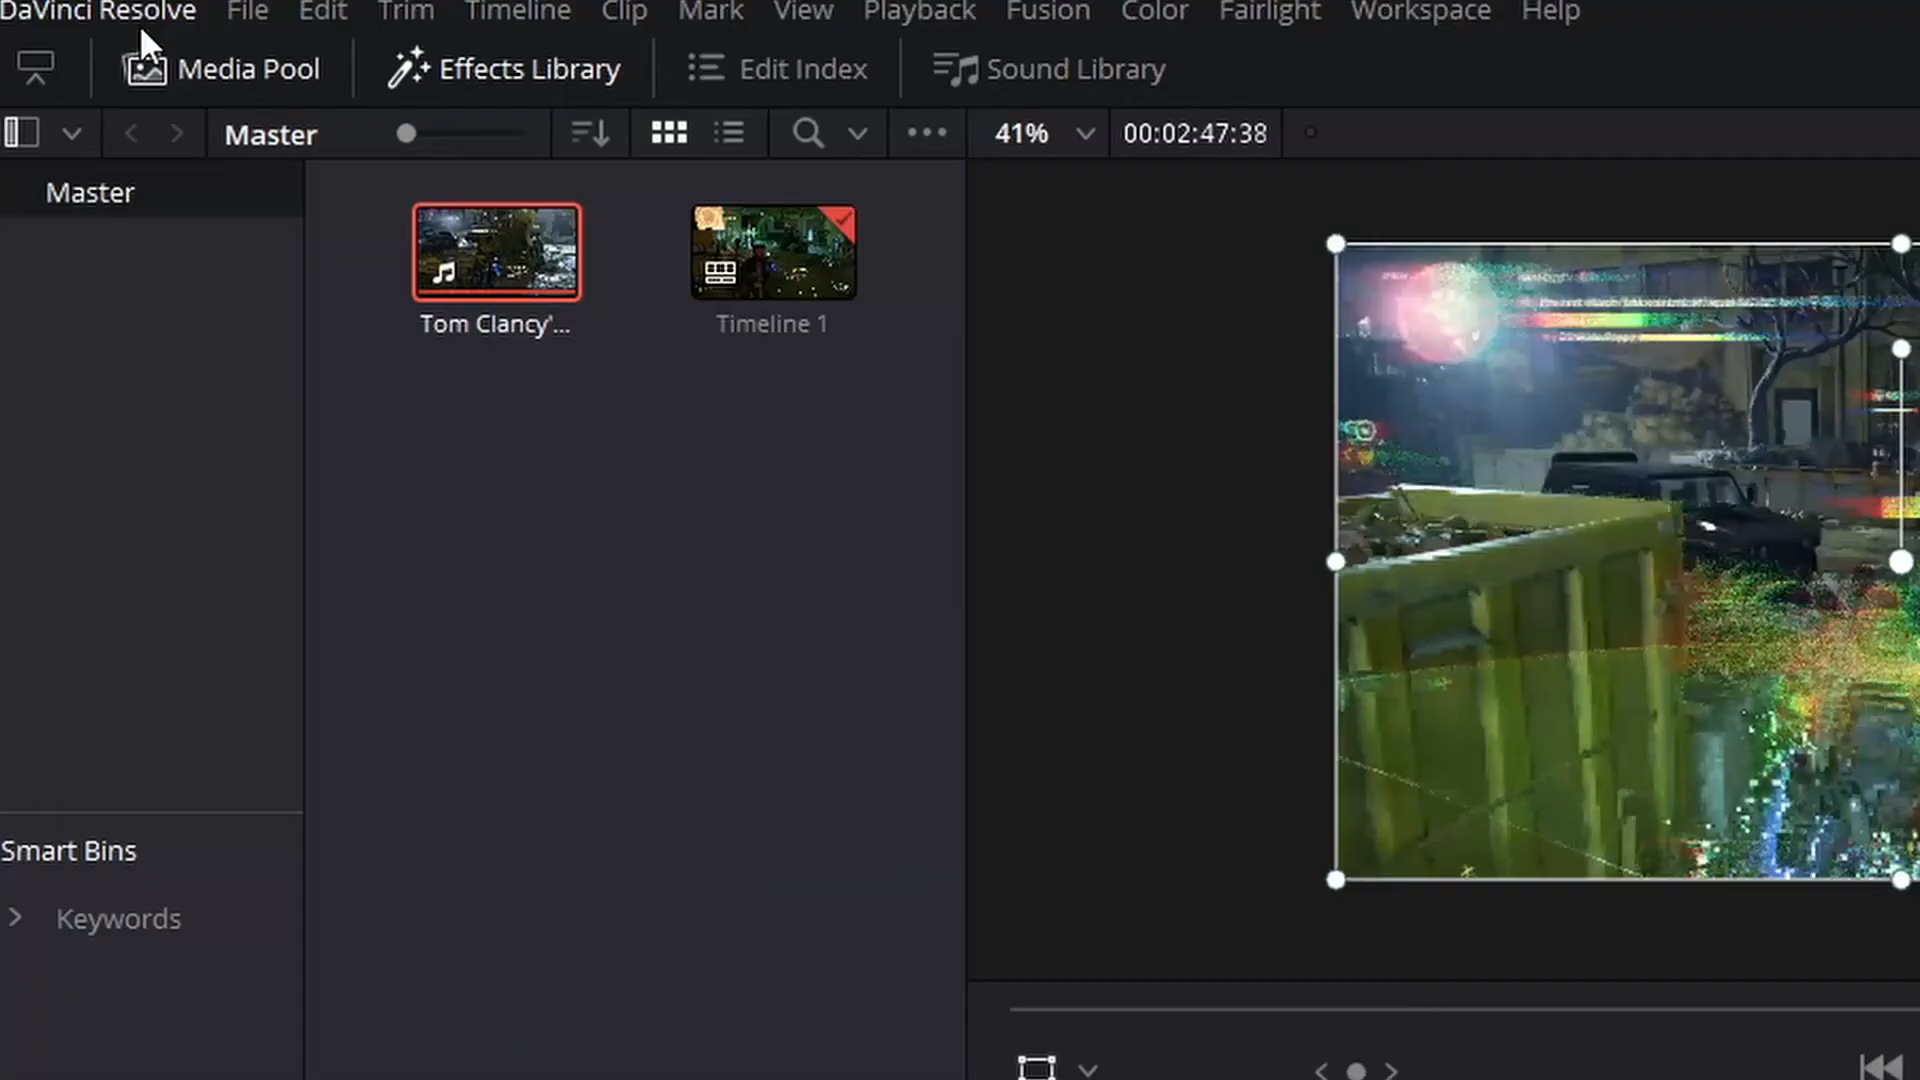 DaVinci Resolve File Edit Trim Timeline Clip Mark View Playback Fusion Color Fairlight Workspace Help
Media Pool Effects Library Edit Index Sound Library
Master 41% 00:02:47:38
Master
Tom Clancy'... Timeline 1
Smart Bins
Keywords